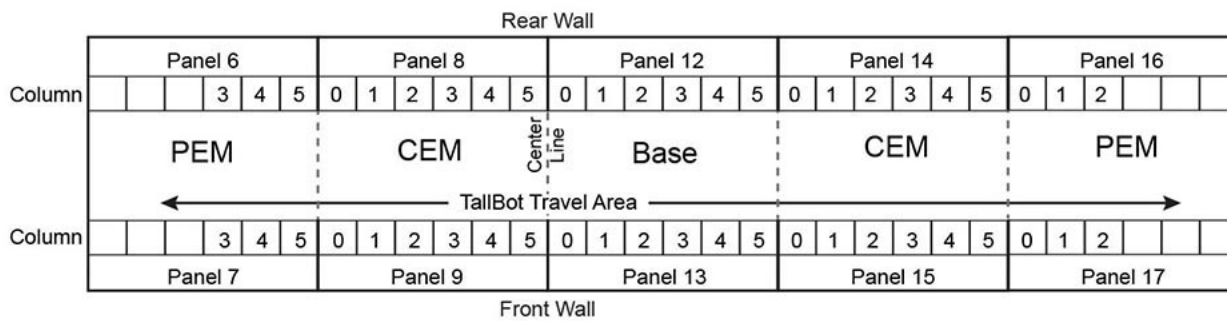 Rear Wall
Panel 6 Panel 8 Panel 12 Panel 14 Panel 16
Column 3 4 5 0 1 2 3 4 5 0 1 2 3 4 5 0 1 2 3 4 5 0 1 2
PEM CEM Center Line Base CEM PEM
TallBot Travel Area
Column 3 4 5 0 1 2 3 4 5 0 1 2 3 4 5 0 1 2 3 4 5 0 1 2
Panel 7 Panel 9 Panel 13 Panel 15 Panel 17
Front Wall